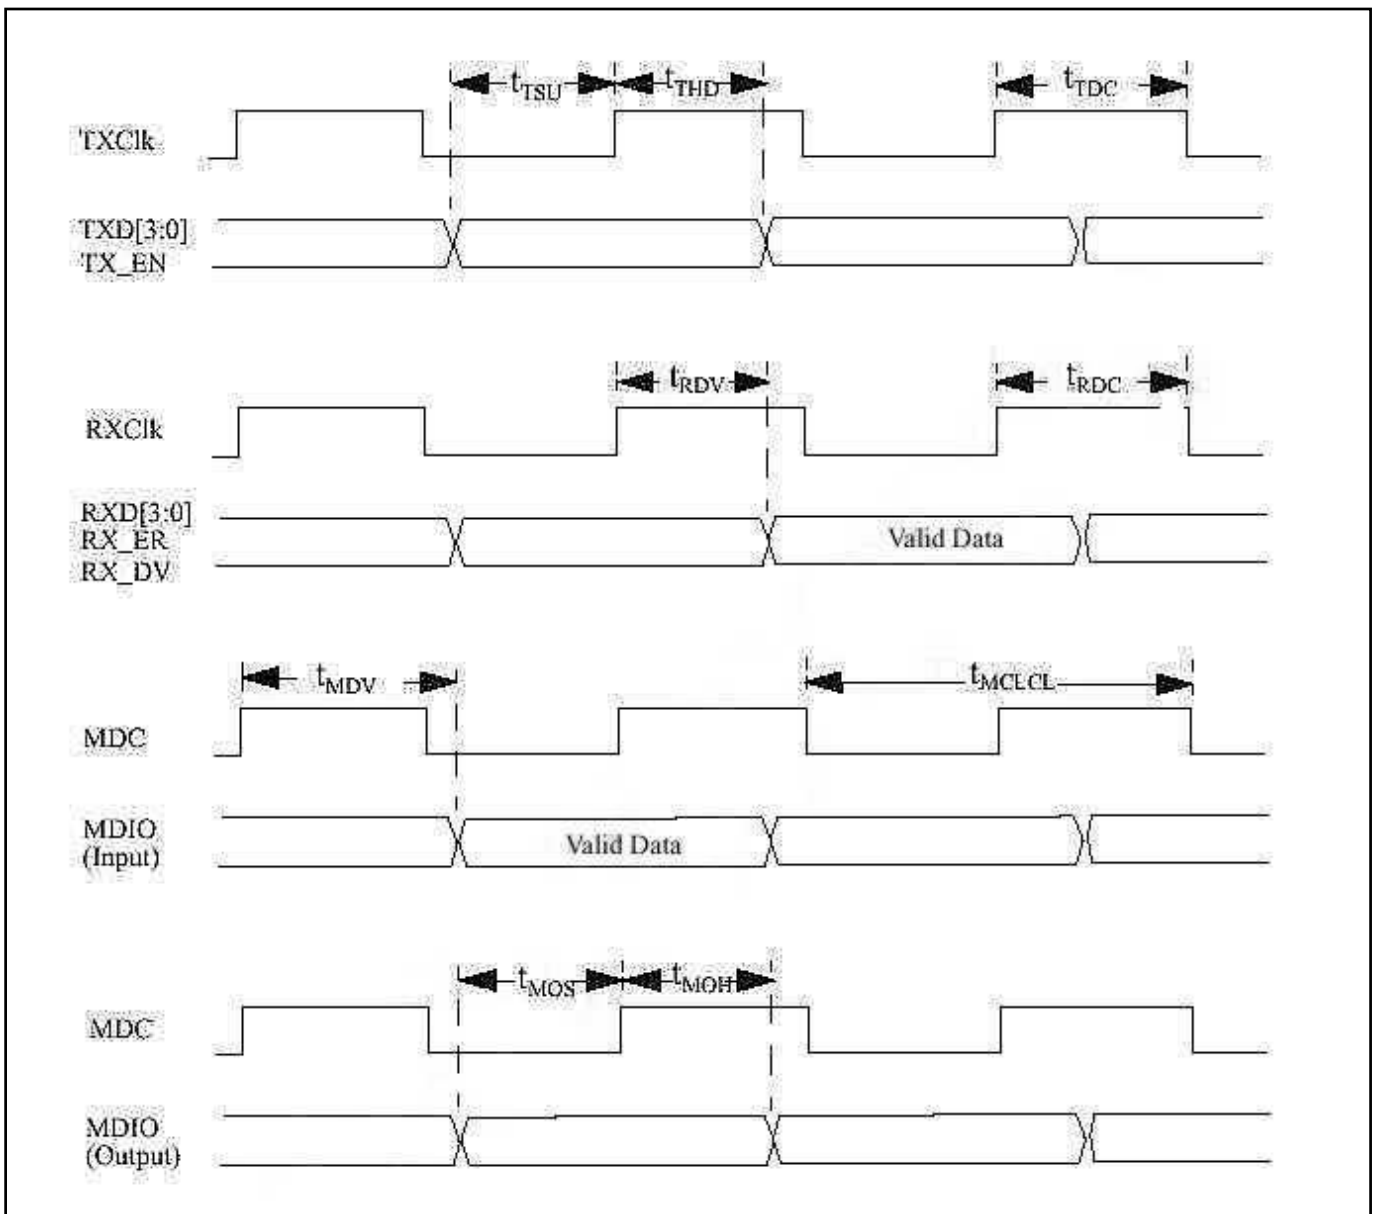 tTSU tTHD tTDC
TXClk
TXD[3:0]
TX_EN
tRDV tRDC
RXClk
RXD[3:0]
RX_ER
RX_DV
Valid Data
tMDV tMCLCL
MDC
MDIO
(Input)
Valid Data
tMOS tMOH
MDC
MDIO
(Output)